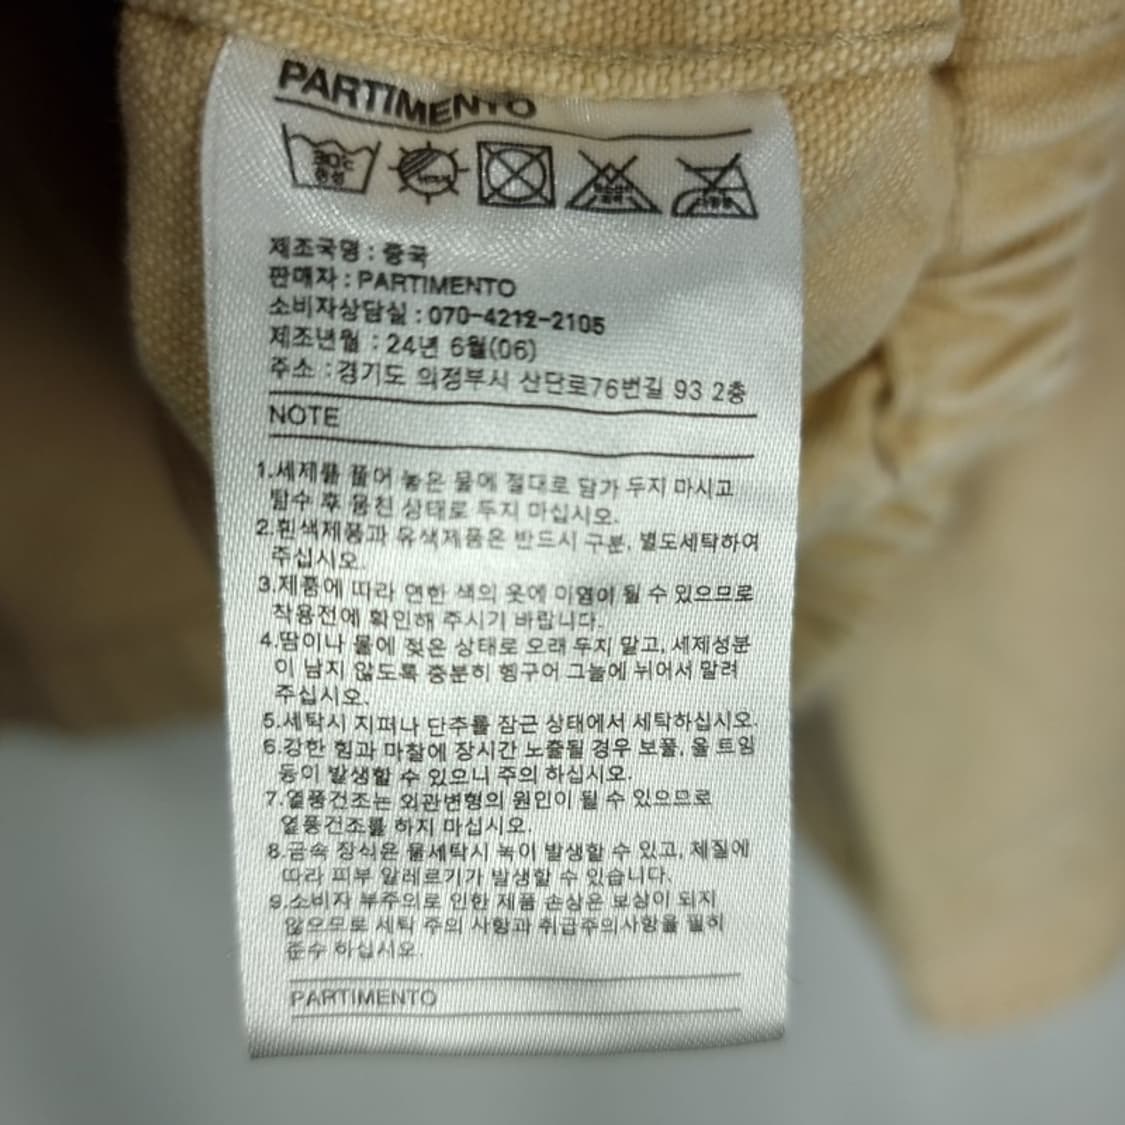 PARTIMENTO
30℃
중성
제조국명 : 중국
판매자 : PARTIMENTO
소비자상담실 : 070-4212-2105
제조년월 : 24년 6월(06)
주소 : 경기도 의정부시 산단로76번길 93 2층
NOTE
1.세제를 풀어 놓은 물에 절대로 담가 두지 마시고
탈수 후 뭉친 상태로 두지 마십시오.
2.흰색제품과 유색제품은 반드시 구분, 별도세탁하여
주십시오.
3.제품에 따라 연한 색의 옷에 이염이 될 수 있으므로
착용전에 확인해 주시기 바랍니다.
4.땀이나 물에 젖은 상태로 오래 두지 말고, 세제성분
이 남지 않도록 충분히 헹구어 그늘에 뉘어서 말려
주십시오.
5.세탁시 지퍼나 단추를 잠근 상태에서 세탁하십시오.
6.강한 힘과 마찰에 장시간 노출될 경우 보풀, 올 트임
등이 발생할 수 있으니 주의 하십시오.
7.열풍건조는 외관변형의 원인이 될 수 있으므로
열풍건조를 하지 마십시오.
8.금속 장식은 물세탁시 녹이 발생할 수 있고, 체질에
따라 피부 알레르기가 발생할 수 있습니다.
9.소비자 부주의로 인한 제품 손상은 보상이 되지
않으므로 세탁 주의 사항과 취급주의사항을 필히
준수 하십시오.
PARTIMENTO